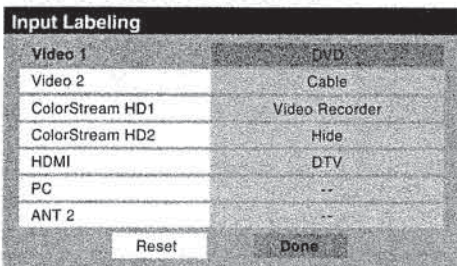 Input Labeling
Video 1 DVD
Video 2 Cable
ColorStream HD1 Video Recorder
ColorStream HD2 Hide
HDMI DTV
PC --
ANT 2 --
Reset Done